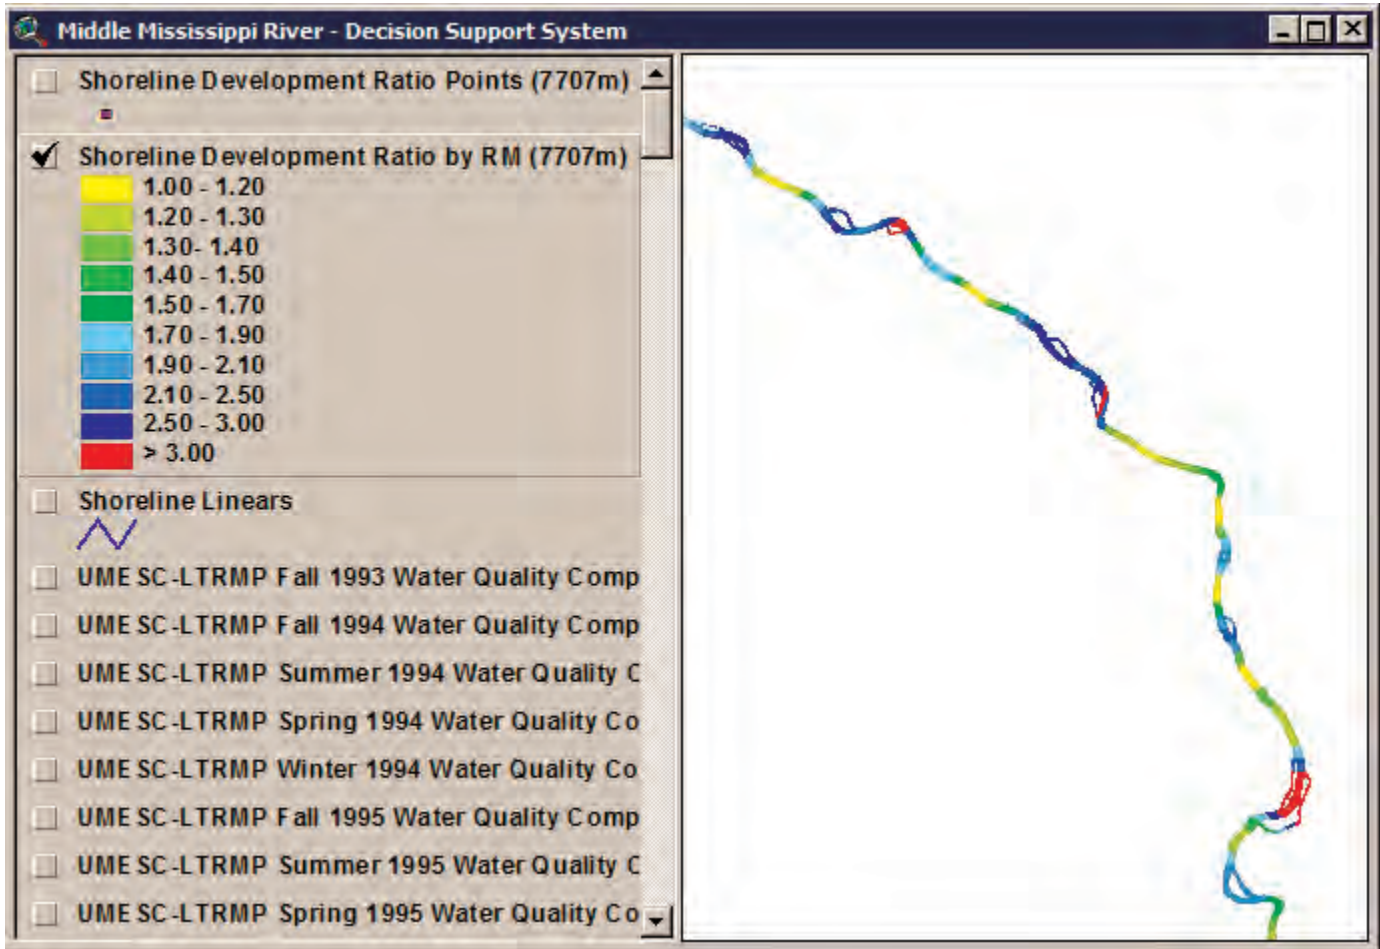 Middle Mississippi River - Decision Support System
Shoreline Development Ratio Points (7707m)
Shoreline Development Ratio by RM (7707m)
1.00 - 1.20
1.20 - 1.30
1.30- 1.40
1.40 - 1.50
1.50 - 1.70
1.70 - 1.90
1.90 - 2.10
2.10 - 2.50
2.50 - 3.00
> 3.00
Shoreline Linears
UMESC-LTRMP Fall 1993 Water Quality Comp
UMESC-LTRMP Fall 1994 Water Quality Comp
UMESC-LTRMP Summer 1994 Water Quality C
UMESC-LTRMP Spring 1994 Water Quality Co
UMESC-LTRMP Winter 1994 Water Quality Co
UMESC-LTRMP Fall 1995 Water Quality Comp
UMESC-LTRMP Summer 1995 Water Quality C
UMESC-LTRMP Spring 1995 Water Quality Co